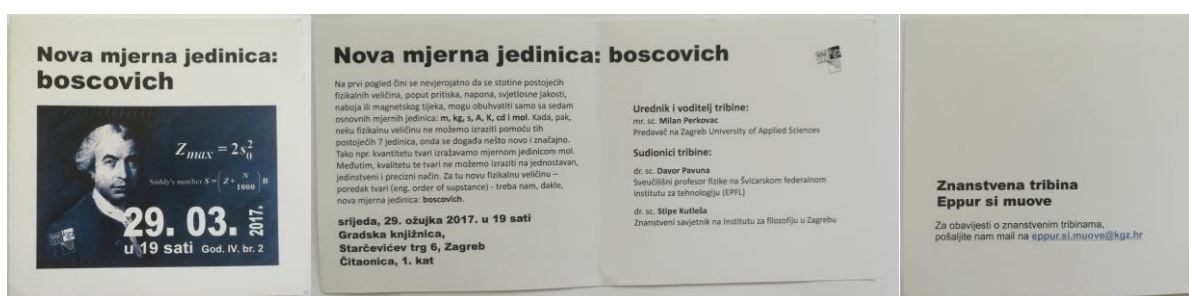 Nova mjerna jedinica:
boscovich
Z_max = 2s_0^2
Soddy's number S = (Z + N/1000) B
29. 03. 2017.
u 19 sati God. IV. br. 2
Nova mjerna jedinica: boscovich
Na prvi pogled čini se nevjerojatno da se stotine postojećih
fizikalnih veličina, poput pritiska, napona, svjetlosne jakosti,
naboja ili magnetskog tijeka, mogu obuhvatiti samo sa sedam
osnovnih mjernih jedinica: m, kg, s, A, K, cd i mol. Kada, pak,
neku fizikalnu veličinu ne možemo izraziti pomoću tih
postojećih 7 jedinica, onda se događa nešto novo i značajno.
Tako npr. kvantitetu tvari izražavamo mjernom jedinicom mol.
Međutim, kvalitetu te tvari ne možemo izraziti na jednostavan,
jedinstveni i precizni način. Za tu novu fizikalnu veličinu –
poredak tvari (eng. order of supstance) - treba nam, dakle,
nova mjerna jedinica: boscovich.
srijeda, 29. ožujka 2017. u 19 sati
Gradska knjižnica,
Starčevićev trg 6, Zagreb
Čitaonica, 1. kat
Urednik i voditelj tribine:
mr. sc. Milan Perkovac
Predavač na Zagreb University of Applied Sciences
Sudionici tribine:
dr. sc. Davor Pavuna
Sveučilišni profesor fizike na Švicarskom federalnom
institutu za tehnologiju (EPFL)
dr. sc. Stipe Kutleša
Znanstveni savjetnik na Institutu za filozofiju u Zagrebu
Znanstvena tribina
Eppur si muove
Za obavijesti o znanstvenim tribinama,
pošaljite nam mail na eppur.si.muove@kgz.hr